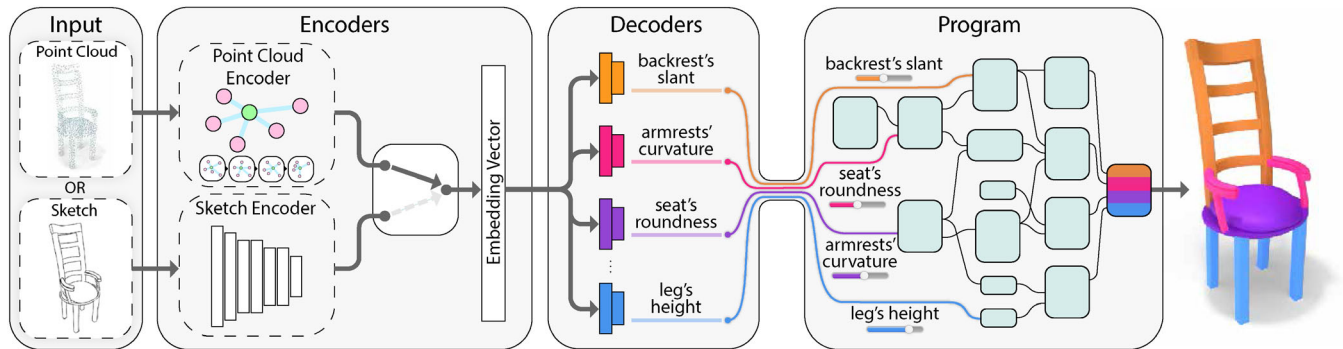 Input
Point Cloud
OR
Sketch
Encoders
Point Cloud
Encoder
Sketch Encoder
Embedding Vector
Decoders
backrest's
slant
armrests'
curvature
seat's
roundness
leg's
height
Program
backrest's slant
seat's
roundness
armrests'
curvature
leg's height